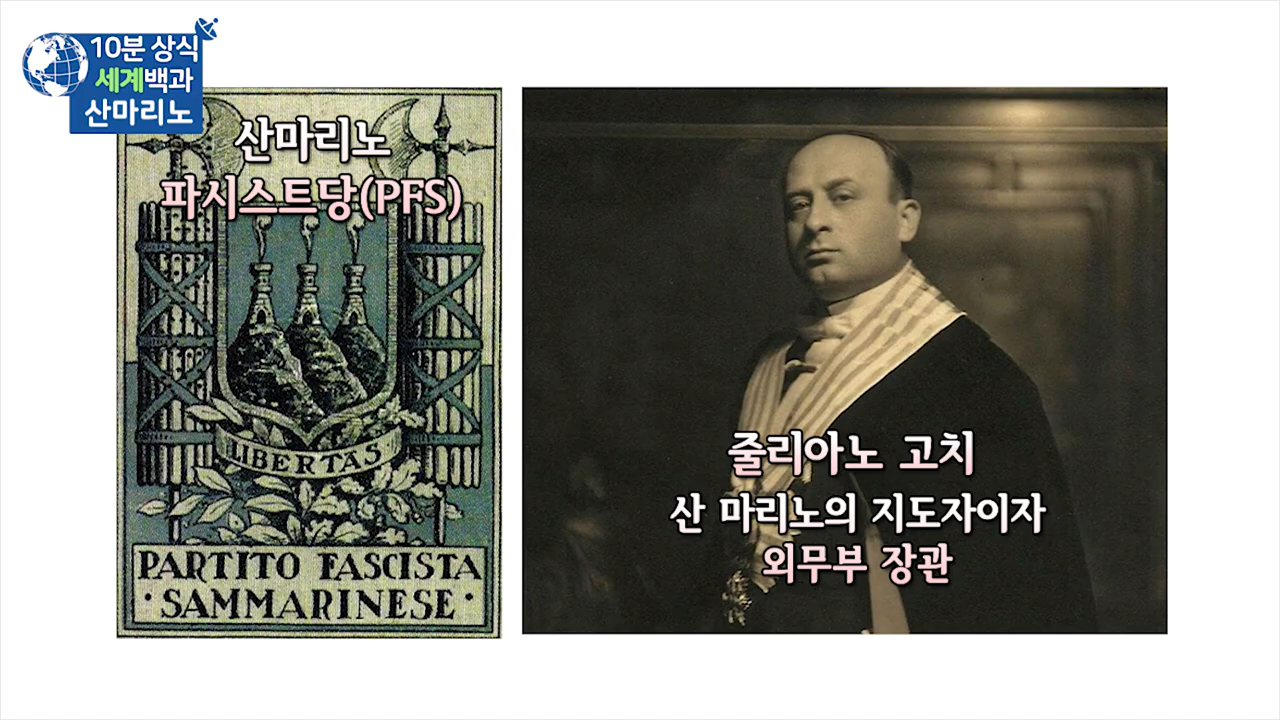 10분 상식
세계백과
산마리노
산마리노
파시스트당(PFS)
LIBERTAS
PARTITO FASCISTA
· SAMMARINESE ·
줄리아노 고치
산 마리노의 지도자이자
외무부 장관